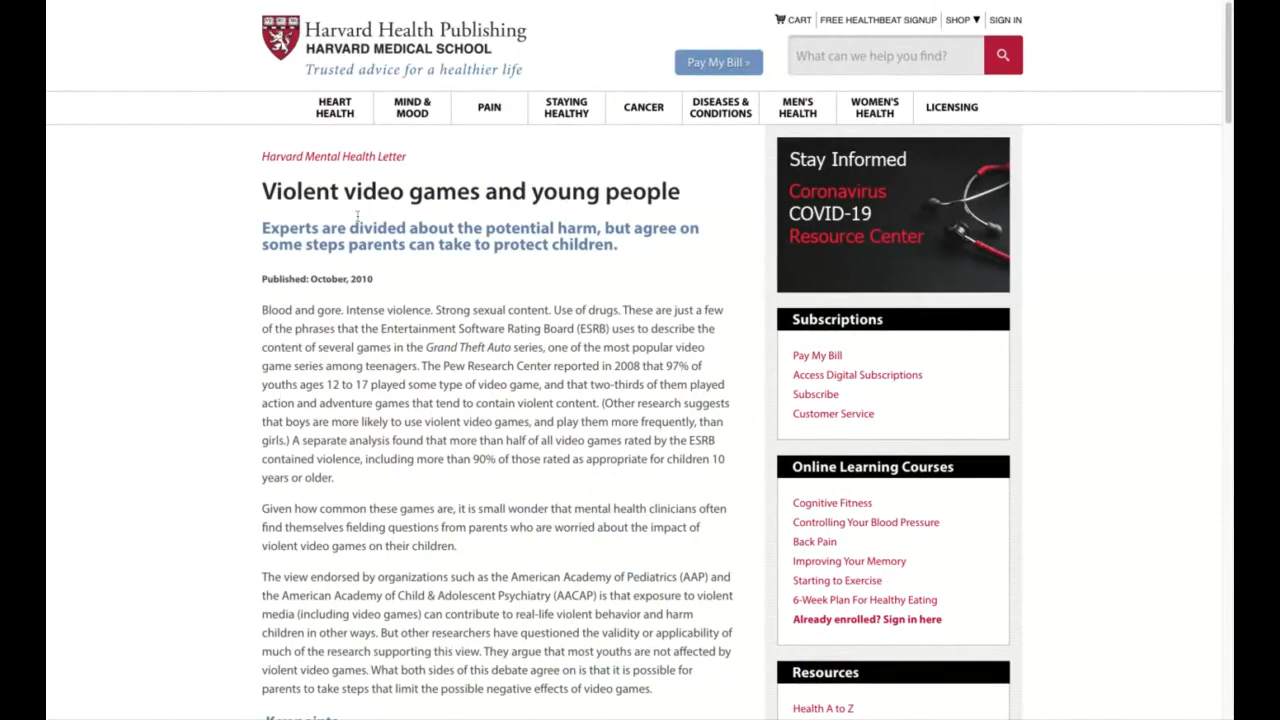 Harvard Health Publishing
HARVARD MEDICAL SCHOOL
Trusted advice for a healthier life
CART FREE HEALTHBEAT SIGNUP SHOP ▼ SIGN IN
Pay My Bill »
What can we help you find?
HEART HEALTH
MIND & MOOD
PAIN
STAYING HEALTHY
CANCER
DISEASES & CONDITIONS
MEN'S HEALTH
WOMEN'S HEALTH
LICENSING
Harvard Mental Health Letter
Violent video games and young people
Experts are divided about the potential harm, but agree on
some steps parents can take to protect children.
Published: October, 2010
Blood and gore. Intense violence. Strong sexual content. Use of drugs. These are just a few
of the phrases that the Entertainment Software Rating Board (ESRB) uses to describe the
content of several games in the Grand Theft Auto series, one of the most popular video
game series among teenagers. The Pew Research Center reported in 2008 that 97% of
youths ages 12 to 17 played some type of video game, and that two-thirds of them played
action and adventure games that tend to contain violent content. (Other research suggests
that boys are more likely to use violent video games, and play them more frequently, than
girls.) A separate analysis found that more than half of all video games rated by the ESRB
contained violence, including more than 90% of those rated as appropriate for children 10
years or older.
Given how common these games are, it is small wonder that mental health clinicians often
find themselves fielding questions from parents who are worried about the impact of
violent video games on their children.
The view endorsed by organizations such as the American Academy of Pediatrics (AAP) and
the American Academy of Child & Adolescent Psychiatry (AACAP) is that exposure to violent
media (including video games) can contribute to real-life violent behavior and harm
children in other ways. But other researchers have questioned the validity or applicability of
much of the research supporting this view. They argue that most youths are not affected by
violent video games. What both sides of this debate agree on is that it is possible for
parents to take steps that limit the possible negative effects of video games.
Stay Informed
Coronavirus
COVID-19
Resource Center
Subscriptions
Pay My Bill
Access Digital Subscriptions
Subscribe
Customer Service
Online Learning Courses
Cognitive Fitness
Controlling Your Blood Pressure
Back Pain
Improving Your Memory
Starting to Exercise
6-Week Plan For Healthy Eating
Already enrolled? Sign in here
Resources
Health A to Z